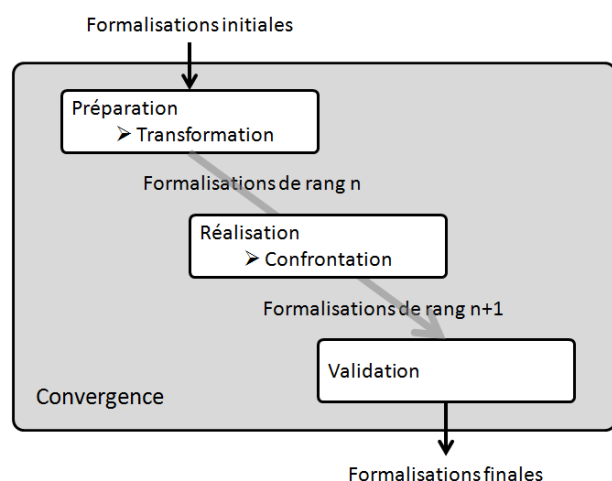 Formalisations initiales
Préparation
➢ Transformation
Formalisations de rang n
Réalisation
➢ Confrontation
Formalisations de rang n+1
Validation
Convergence
Formalisations finales